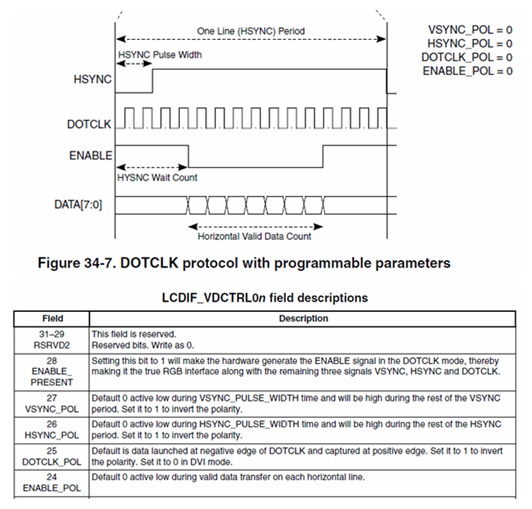 One Line (HSYNC) Period
VSYNC_POL = 0
HSYNC_POL = 0
DOTCLK_POL = 0
ENABLE_POL = 0
HSYNC Pulse Width
HSYNC
DOTCLK
ENABLE
HYSNC Wait Count
DATA[7:0]
Horizontal Valid Data Count
Figure 34-7. DOTCLK protocol with programmable parameters
LCDIF_VDCTRL0n field descriptions
Field Description
31–29
RSRVD2
This field is reserved.
Reserved bits. Write as 0.
28
ENABLE_
PRESENT
Setting this bit to 1 will make the hardware generate the ENABLE signal in the DOTCLK mode, thereby
making it the true RGB interface along with the remaining three signals VSYNC, HSYNC and DOTCLK.
27
VSYNC_POL
Default 0 active low during VSYNC_PULSE_WIDTH time and will be high during the rest of the VSYNC
period. Set it to 1 to invert the polarity.
26
HSYNC_POL
Default 0 active low during HSYNC_PULSE_WIDTH time and will be high during the rest of the HSYNC
period. Set it to 1 to invert the polarity.
25
DOTCLK_POL
Default is data launched at negative edge of DOTCLK and captured at positive edge. Set it to 1 to invert
the polarity. Set it to 0 in DVI mode.
24
ENABLE_POL
Default 0 active low during valid data transfer on each horizontal line.